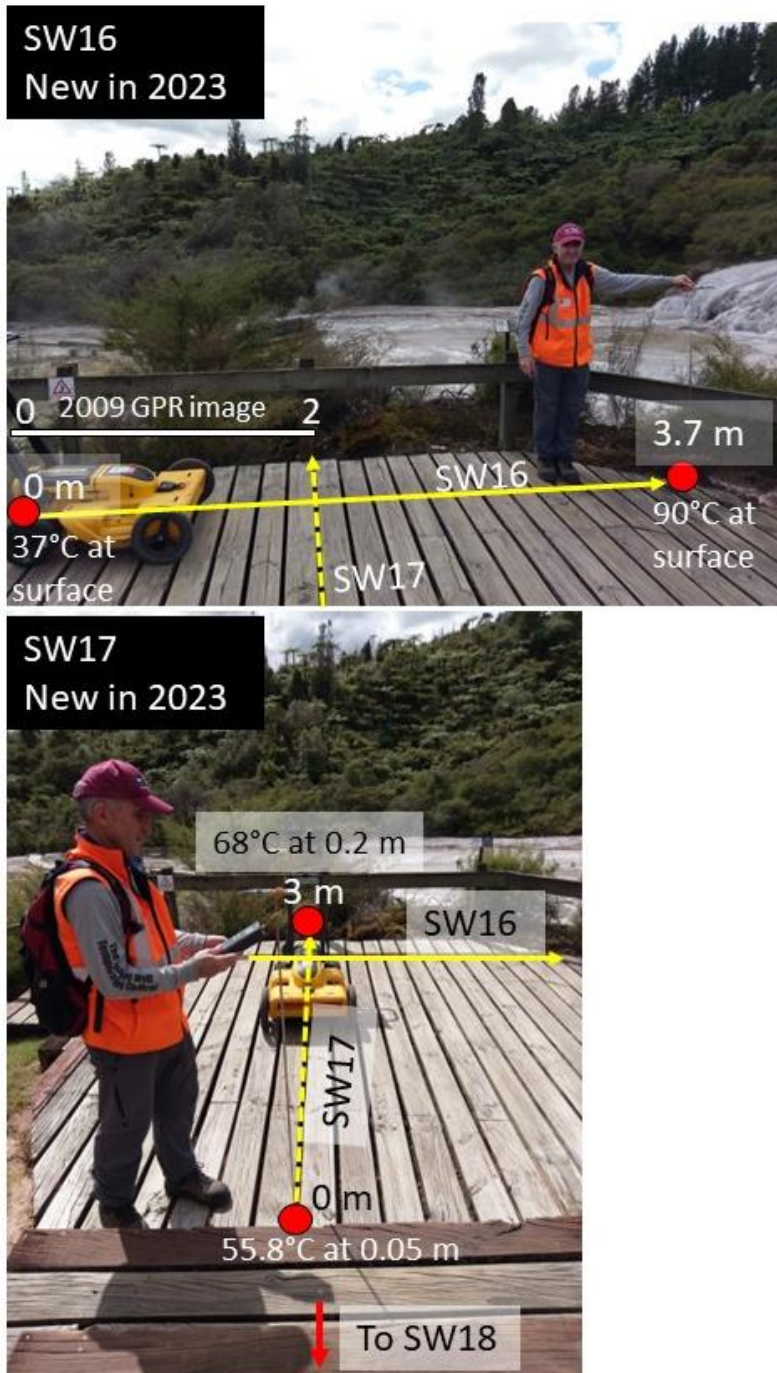 SW16
New in 2023
0 2009 GPR image 2
0 m
SW16
3.7 m
37°C at
surface
90°C at
surface
SW17
SW17
New in 2023
68°C at 0.2 m
3 m
SW16
SW17
0 m
55.8°C at 0.05 m
To SW18